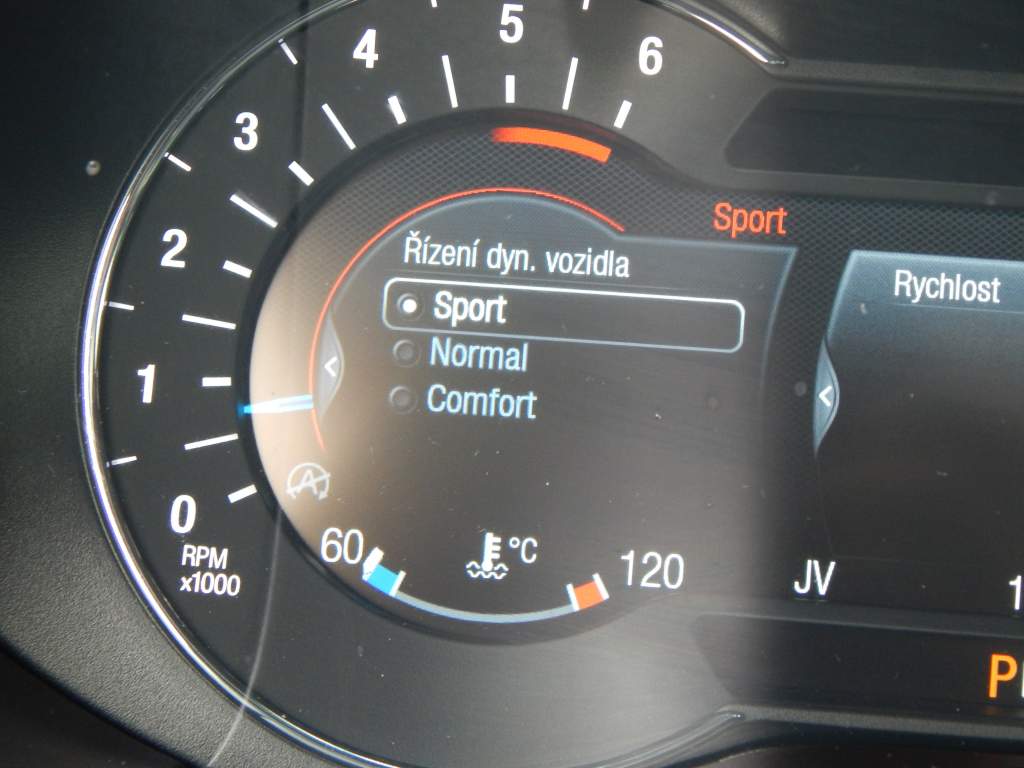 5
4
6
3
Sport
2
Řízení dyn. vozidla
Rychlost
Sport
Normal
1
Comfort
A
0
60
°C
120
RPM
x1000
JV
1
P